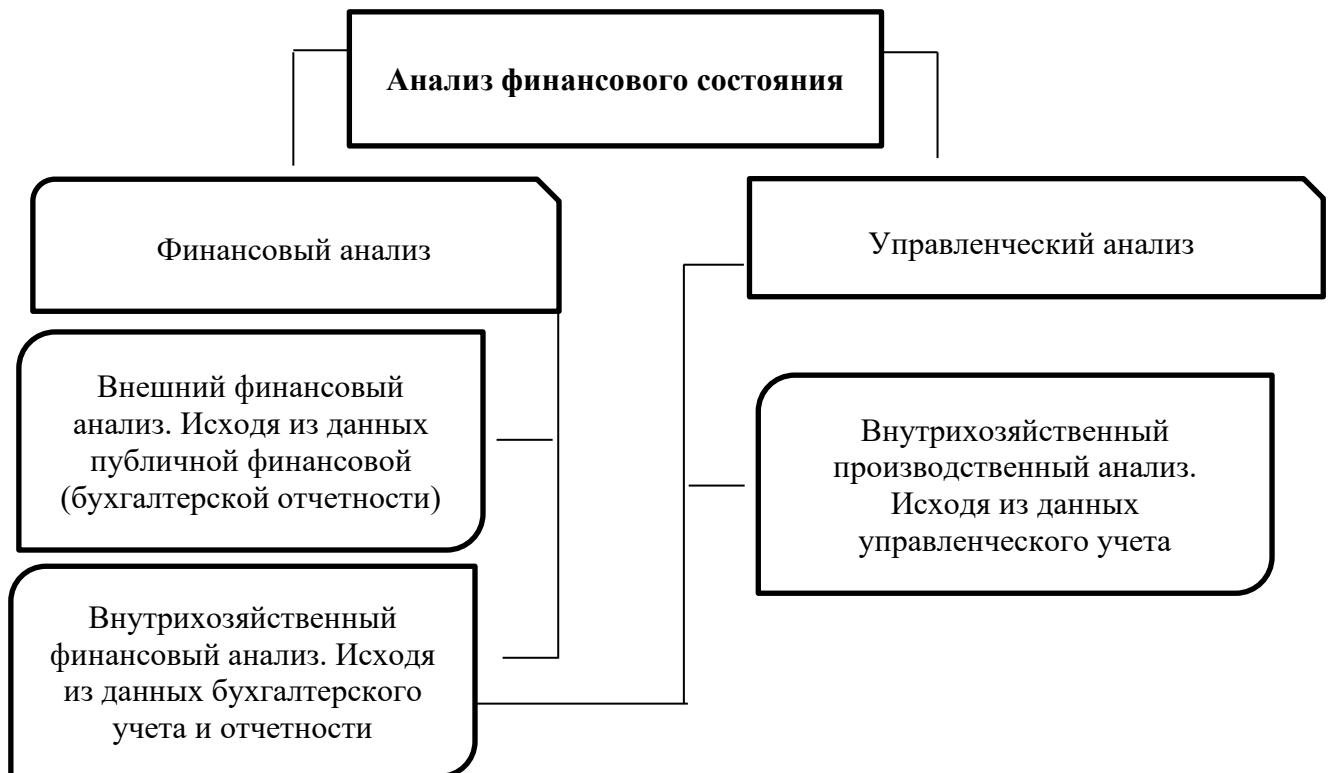 Анализ финансового состояния
Финансовый анализ
Управленческий анализ
Внешний финансовый
анализ. Исходя из данных
публичной финансовой
(бухгалтерской отчетности)
Внутрихозяйственный
производственный анализ.
Исходя из данных
управленческого учета
Внутрихозяйственный
финансовый анализ. Исходя
из данных бухгалтерского
учета и отчетности